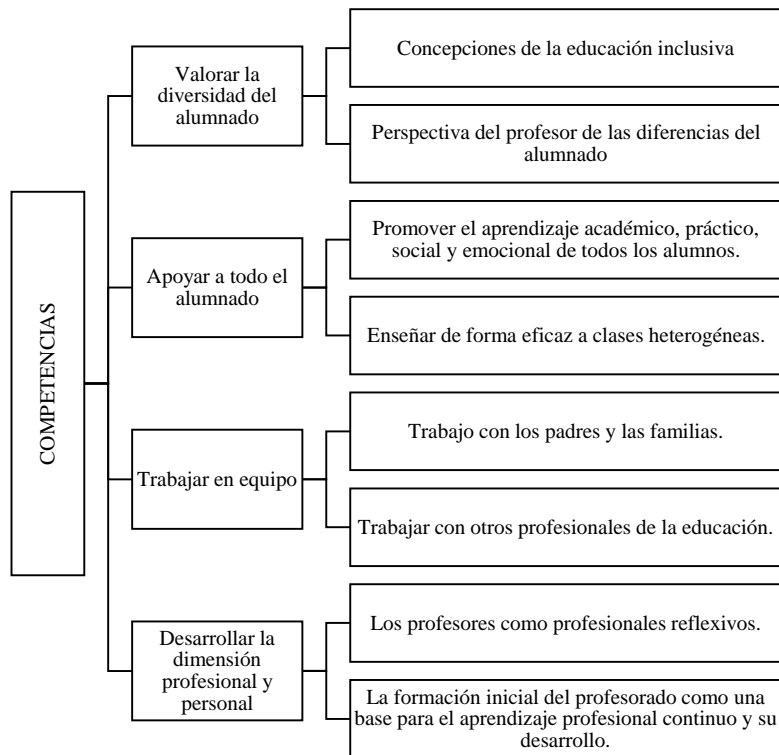 COMPETENCIAS
Valorar la
diversidad del
alumnado
Concepciones de la educación inclusiva
Perspectiva del profesor de las diferencias del
alumnado
Apoyar a todo el
alumnado
Promover el aprendizaje académico, práctico,
social y emocional de todos los alumnos.
Enseñar de forma eficaz a clases heterogéneas.
Trabajar en equipo
Trabajo con los padres y las familias.
Trabajar con otros profesionales de la educación.
Desarrollar la
dimensión
profesional y
personal
Los profesores como profesionales reflexivos.
La formación inicial del profesorado como una
base para el aprendizaje profesional continuo y su
desarrollo.